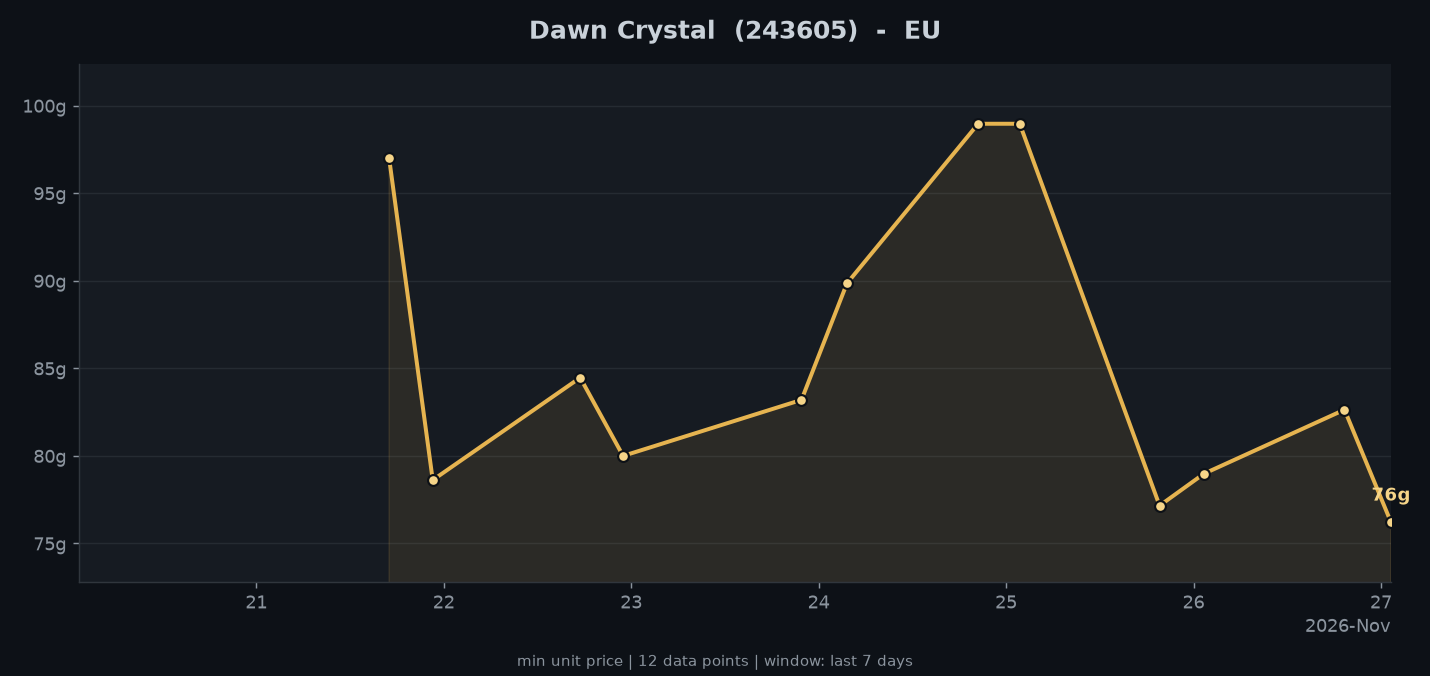 Dawn Crystal (243605) - EU
100g
95g
90g
85g
80g
75g
76g
21 22 23 24 25 26 27
2026-Nov
min unit price | 12 data points | window: last 7 days